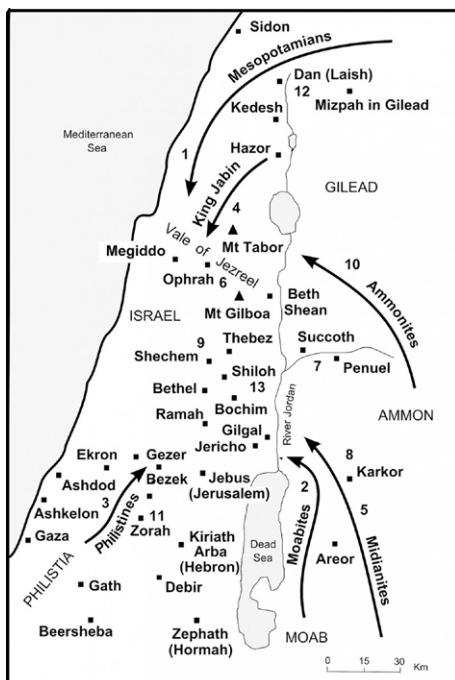 Sidon
Mesopotamians
Dan (Laish)
12
Mizpah in Gilead
Kedesh
Mediterranean
Sea
1
Hazor
King Jabin
GILEAD
4
Mt Tabor
Vale of Jezreel
Megiddo
Ophrah
6
10
Ammonites
Mt Gilboa
Beth
Shean
ISRAEL
9
Thebez
Succoth
Shechem
7
Penuel
Shiloh
Bethel
13
Bochim
Ramah
River Jordan
AMMON
Gilgal
Jericho
Ekron
Gezer
8
Karkor
Ashdod
Bezek
Jebus
(Jerusalem)
2
Ashkelon
3
Philistines
11
Zorah
5
Gaza
Kiriath
Arba
(Hebron)
Dead
Sea
Moabites
Areor
Midianites
PHILISTIA
Gath
Debir
Beersheba
Zephath
(Hormah)
MOAB
0 15 30
Km